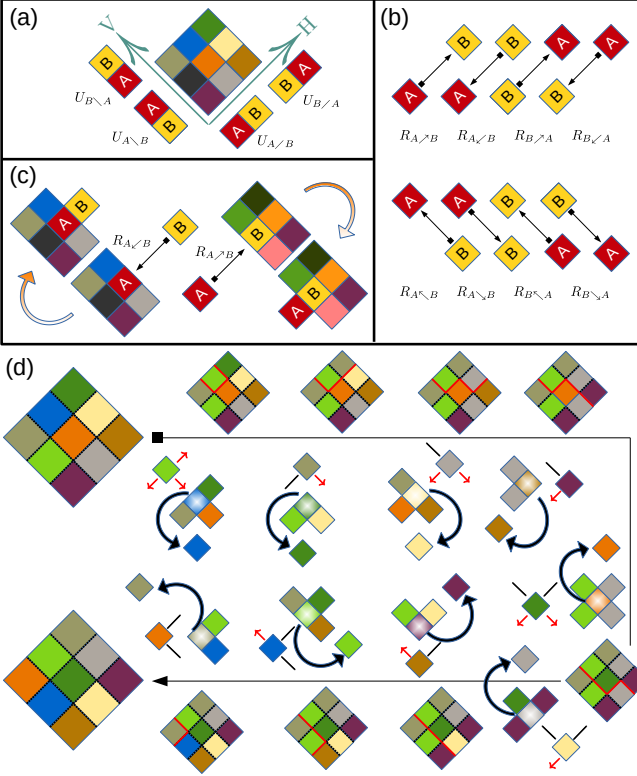 (a)
V
H
B
A
U_{B↖A}
A
B
U_{A↘B}
A
B
U_{A↙B}
B
A
U_{B↗A}
(b)
B B A A
A A B B
R_{A↗B} R_{A↙B} R_{B↗A} R_{B↙A}
A A B B
B B A A
R_{A↖B} R_{A↘B} R_{B↖A} R_{B↘A}
(c)
B
A
R_{A↙B}
B
A
R_{A↗B}
A
B
B
A
(d)